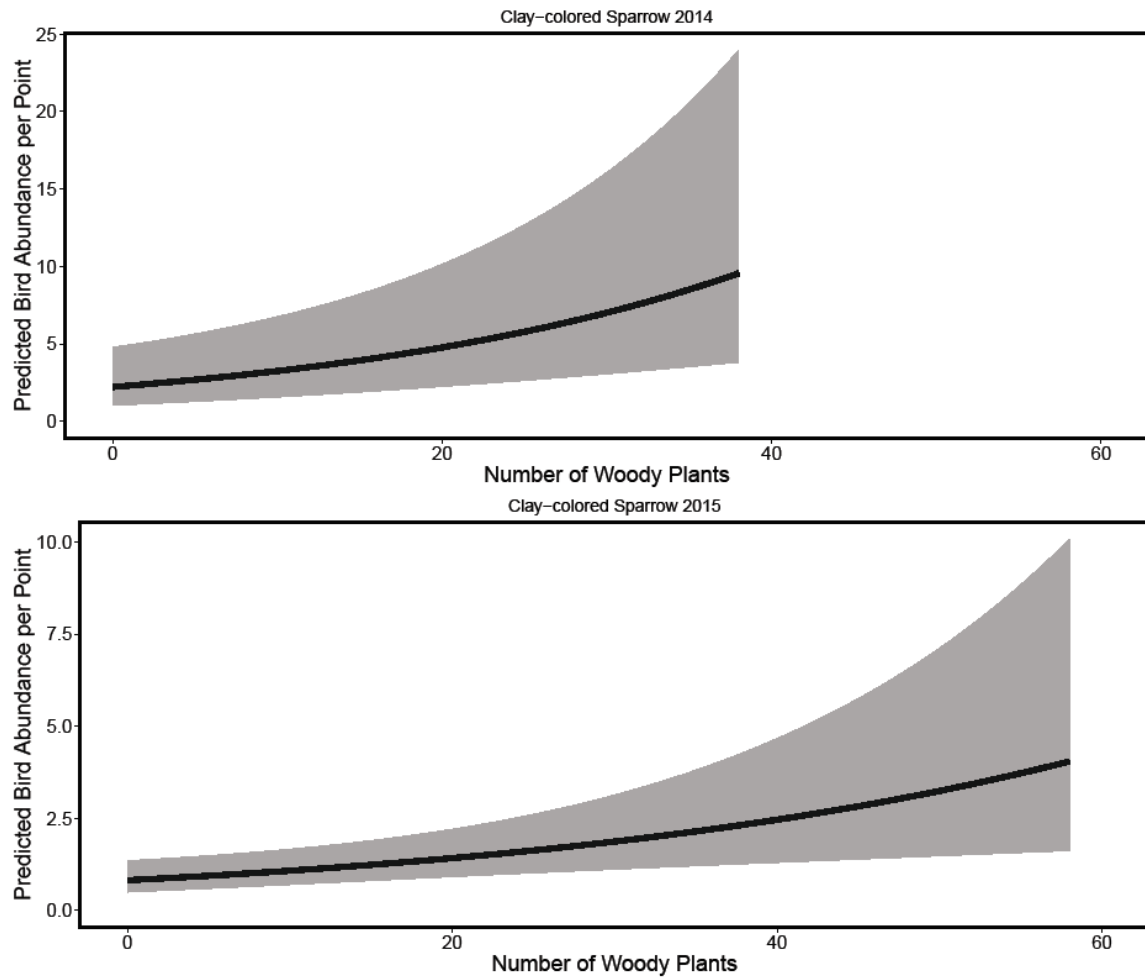 Clay−colored Sparrow 2014
Predicted Bird Abundance per Point
25
20
15
10
5
0
0 20 40 60
Number of Woody Plants
Clay−colored Sparrow 2015
Predicted Bird Abundance per Point
10.0
7.5
5.0
2.5
0.0
0 20 40 60
Number of Woody Plants